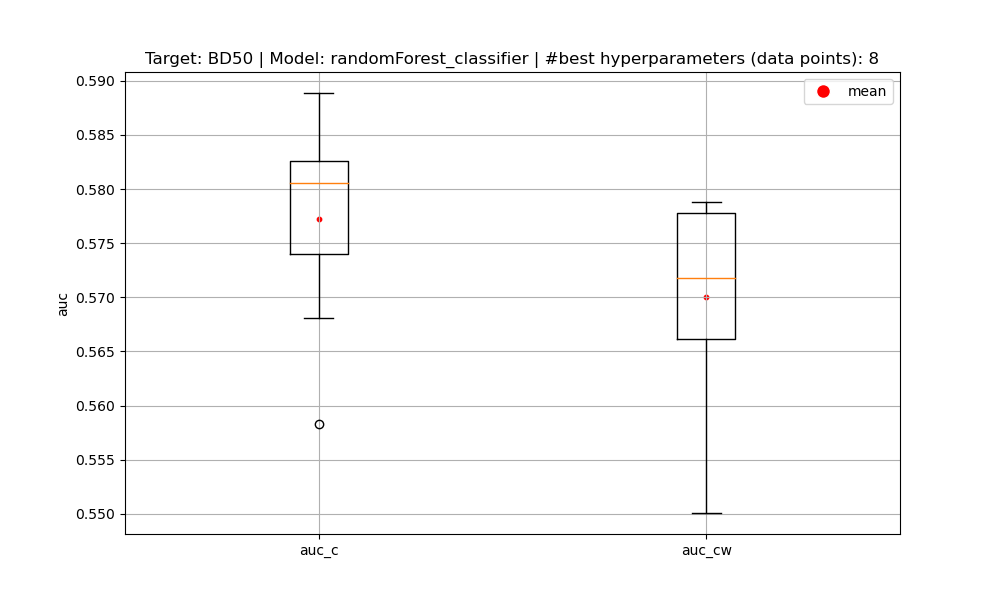 Target: BD50 | Model: randomForest_classifier | #best hyperparameters (data points): 8
mean
0.590
0.585
0.580
0.575
0.570
0.565
0.560
0.555
0.550
auc
auc_c
auc_cw